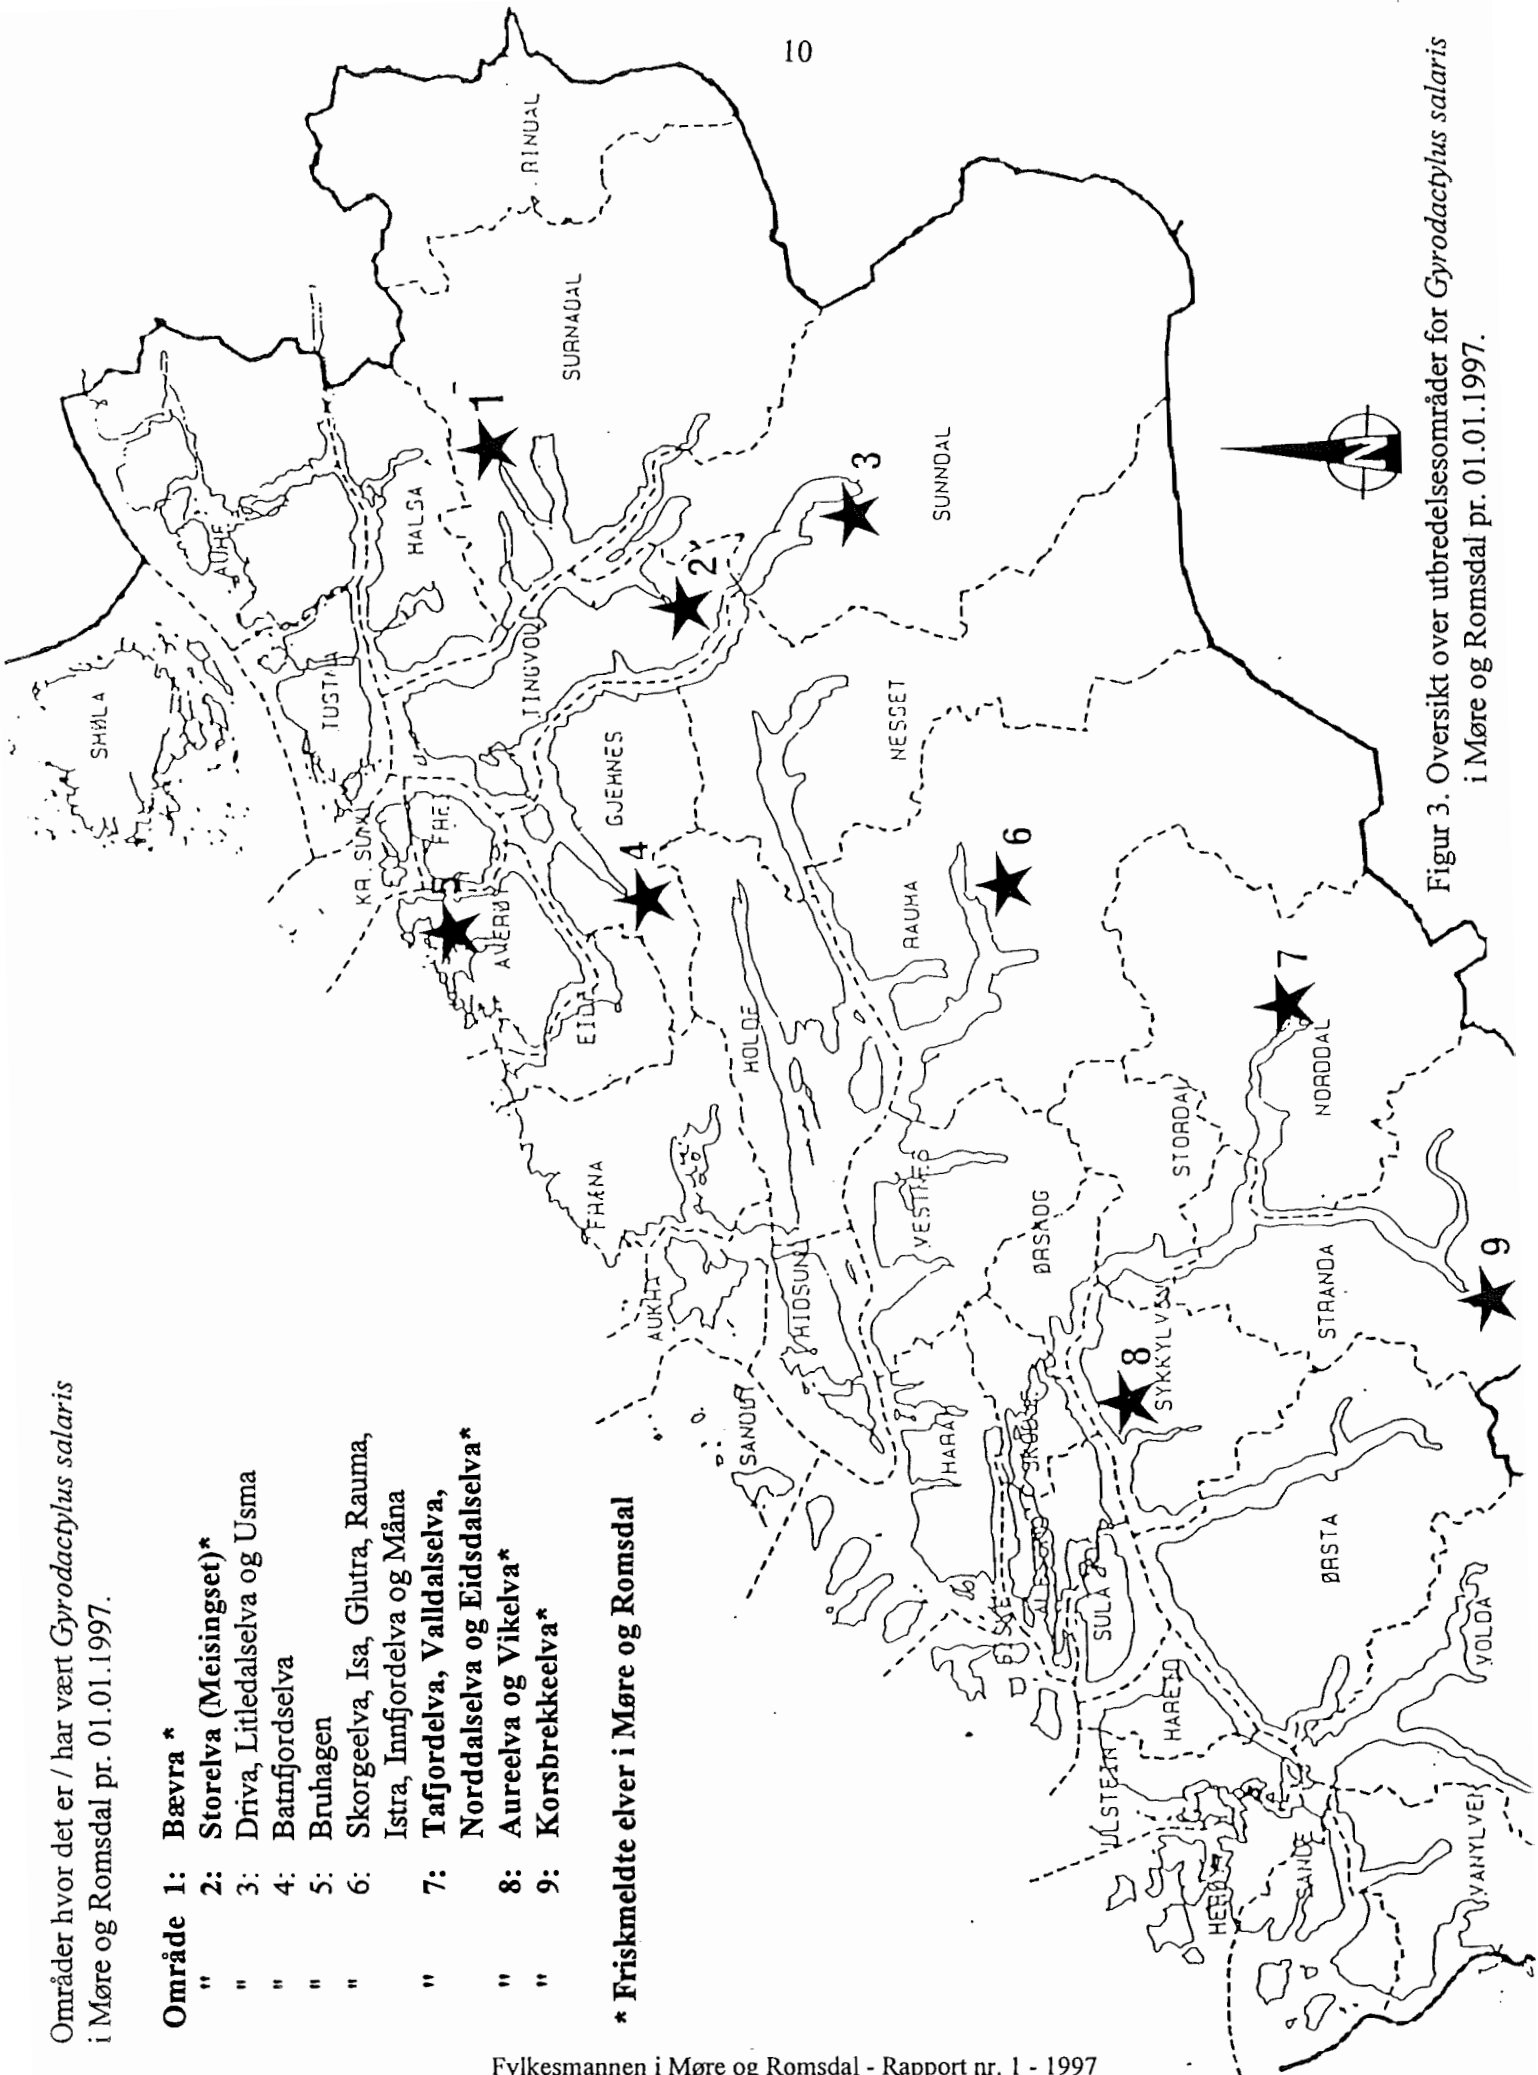 10
Områder hvor det er / har vært Gyrodactylus salaris
i Møre og Romsdal pr. 01.01.1997.
Område 1: Bævra *
" 2: Storelva (Meisingset)*
" 3: Driva, Litledalselva og Usma
" 4: Batnfjordselva
" 5: Bruhagen
" 6: Skorgeelva, Isa, Glutra, Rauma,
Istra, Innfjordelva og Måna
" 7: Tafjordelva, Valldalselva,
Norddalselva og Eidsdalselva*
" 8: Aureelva og Vikelva*
" 9: Korsbrekkeelva*
* Friskmeldte elver i Møre og Romsdal
SMØLA
AURE
TUSTNA
HALSA
RINDAL
SURNADAL
1
KR.SUND
FREI
TINGVOLL
2
3
SUNNDAL
5
AVERØY
GJEMNES
4
EIDE
NESSET
FRÆNA
MOLDE
RAUMA
6
AUKRA
MIDSUND
VESTNES
SANDØY
HARAM
ØRSKOG
STORDAL
7
NORDDAL
SKODJE
GISKE
ÅLESUND
SULA
8
SYKKYLVEN
STRANDA
9
HAREID
ØRSTA
ULSTEIN
VOLDA
HERØY
SANDE
VANYLVEN
N
Figur 3. Oversikt over utbredelsesområder for Gyrodactylus salaris
i Møre og Romsdal pr. 01.01.1997.
Fylkesmannen i Møre og Romsdal - Rapport nr. 1 - 1997